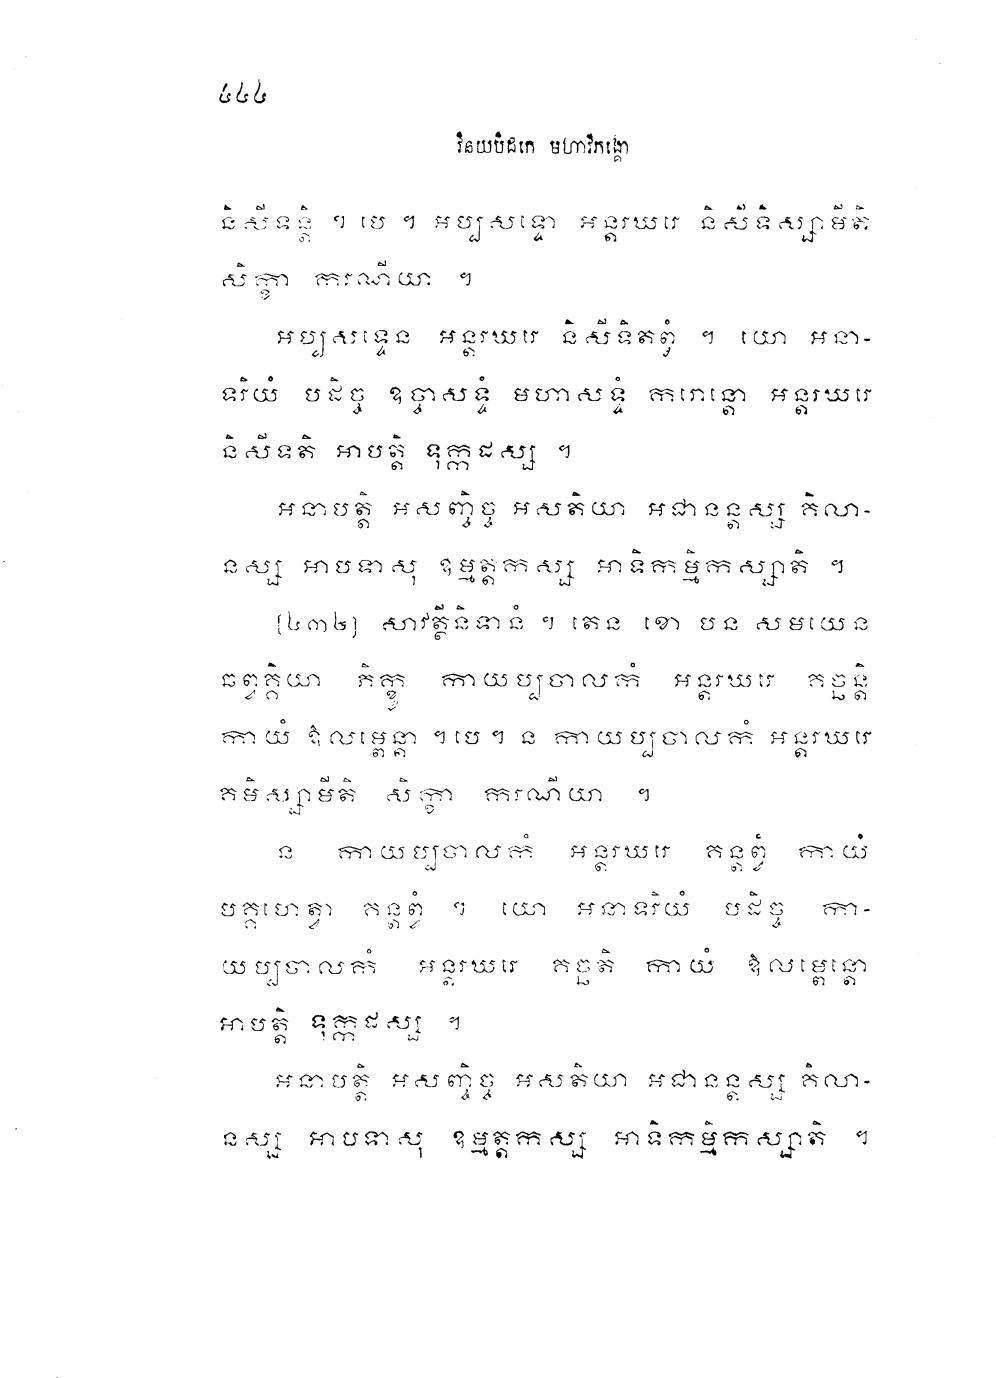 ៤៤៤
វិនយបិដកេ មហាវិភង្គោ
និសីទន្តិ ។ បេ ។ អប្បសទ្ទោ អន្តរឃរេ និសីទិស្សាមីតិ
សិក្ខា ករណីយា ។
អប្បសទ្ទេន អន្តរឃរេ និសីទិតព្វំ ។ យោ អនា-
ទរិយំ បដិច្ច ឧច្ចាសទ្ទំ មហាសទ្ទំ ករោន្តោ អន្តរឃរេ
និសីទតិ អាបត្តិ ទុក្កដស្ស ។
អនាបត្តិ អសញ្ចិច្ច អសតិយា អជានន្តស្ស គិលា-
នស្ស អាបទាសុ ឧម្មត្តកស្ស អាទិកម្មិកស្សាតិ ។
[៤៣៤] សាវត្ថីនិទានំ ។ តេន ខោ បន សមយេន
ឆព្វគ្គិយា ភិក្ខូ កាយប្បចាលកំ អន្តរឃរេ គច្ឆន្តិ
កាយំ ឱលម្ពេន្តា ។ បេ ។ ន កាយប្បចាលកំ អន្តរឃរេ
គមិស្សាមីតិ សិក្ខា ករណីយា ។
ន កាយប្បចាលកំ អន្តរឃរេ គន្តព្វំ កាយំ
បគ្គហេត្វា គន្តព្វំ ។ យោ អនាទរិយំ បដិច្ច កា-
យប្បចាលកំ អន្តរឃរេ គច្ឆតិ កាយំ ឱលម្ពេន្តោ
អាបត្តិ ទុក្កដស្ស ។
អនាបត្តិ អសញ្ចិច្ច អសតិយា អជានន្តស្ស គិលា-
នស្ស អាបទាសុ ឧម្មត្តកស្ស អាទិកម្មិកស្សាតិ ។